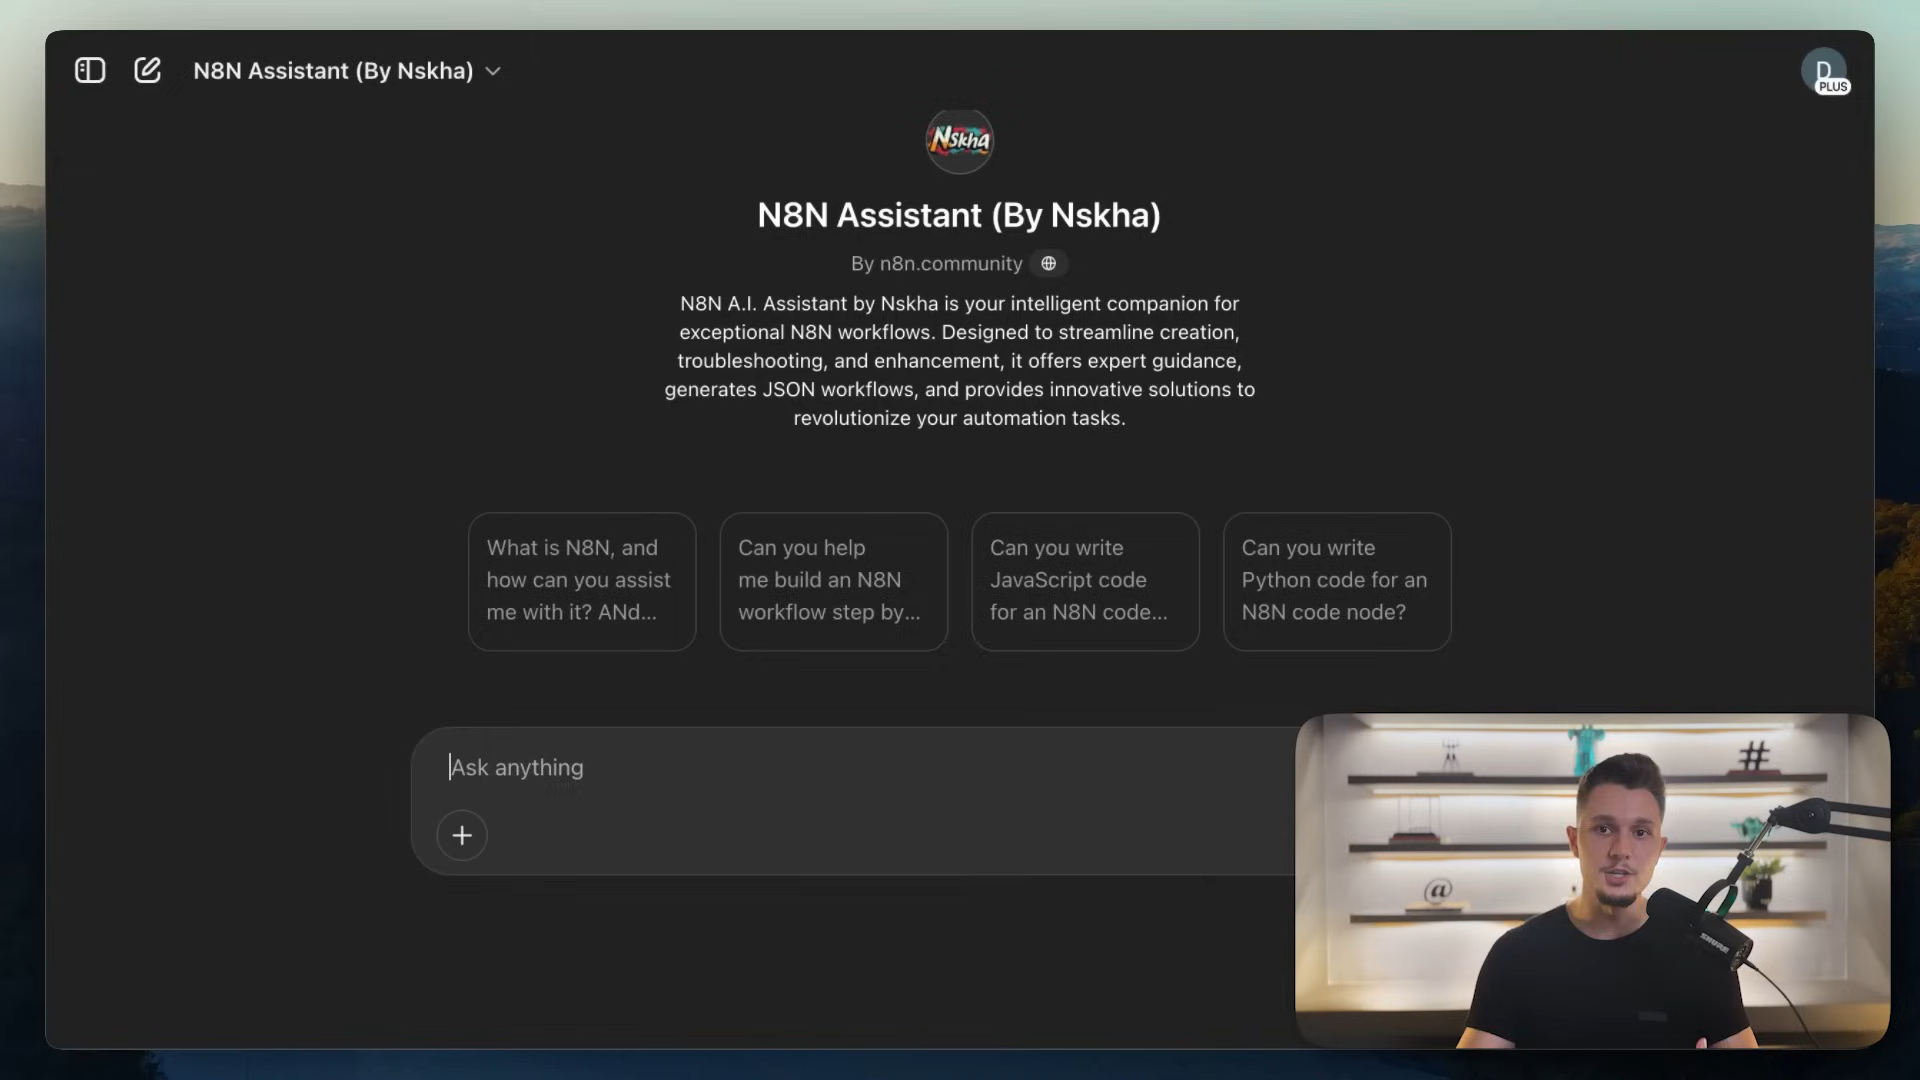 N8N Assistant (By Nskha)
D
PLUS
Nskha
N8N Assistant (By Nskha)
By n8n.community
N8N A.I. Assistant by Nskha is your intelligent companion for
exceptional N8N workflows. Designed to streamline creation,
troubleshooting, and enhancement, it offers expert guidance,
generates JSON workflows, and provides innovative solutions to
revolutionize your automation tasks.
What is N8N, and
how can you assist
me with it? ANd...
Can you help
me build an N8N
workflow step by...
Can you write
JavaScript code
for an N8N code...
Can you write
Python code for an
N8N code node?
Ask anything
#
@
SHURE